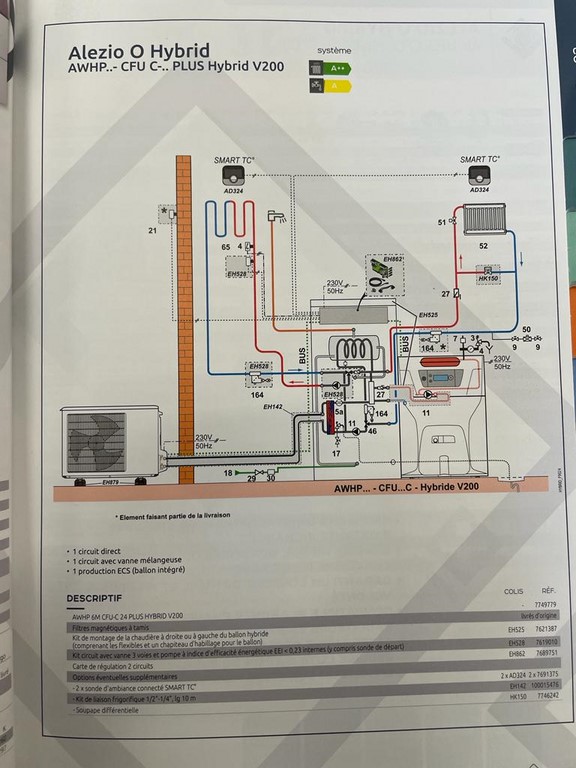 Alezio O Hybrid
AWHP..- CFU C-.. PLUS Hybrid V200
système
A++
A
SMART TC°
AD324
SMART TC°
AD324
*
21
65
4
EH528
230V
50Hz
EH862
51
52
HK150
27
EH525
BUS
BUS
164 *
7
3
4
50
9
9
230V
50Hz
EH528
164
EH528
27
EH142
5a
11
164
11
46
17
230V
50Hz
EH879
18
29
30
AWHP... - CFU...C - Hybride V200
* Element faisant partie de la livraison
• 1 circuit direct
• 1 circuit avec vanne mélangeuse
• 1 production ECS (ballon intégré)
DESCRIPTIF
COLIS RÉF.
AWHP 6M CFU-C 24 PLUS HYBRID V200 - 7749779
Filtres magnétiques à tamis livrés d'origine
Kit de montage de la chaudière à droite ou à gauche du ballon hybride EH525 7621387
(comprenant les flexibles et un chapiteau d'habillage pour le ballon)
Kit circuit avec vanne 3 voies et pompe à indice d'efficacité énergétique EEI < 0,23 internes (y compris sonde de départ) EH528 7619010
Carte de régulation 2 circuits EH862 7689751
Options éventuelles supplémentaires
- 2 x sonde d'ambiance connecté SMART TC° 2 x AD324 2 x 7691375
- Kit de liaison frigorifique 1/2"-1/4", lg 10 m EH142 100015476
- Soupape différentielle HK150 7746242